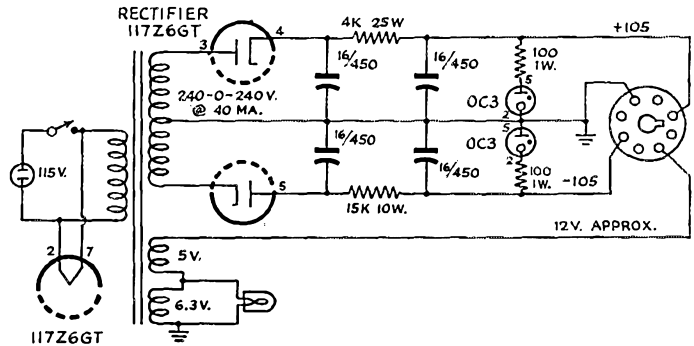 RECTIFIER
117Z6GT
3
4
4K 25W
+105
16/450
16/450
100
1W.
5
OC3
2
240-0-240V.
@ 40 MA.
115V.
16/450
16/450
5
OC3
2
100
1W.
-105
5
15K 10W.
12V. APPROX.
2
7
5V.
6.3V.
117Z6GT